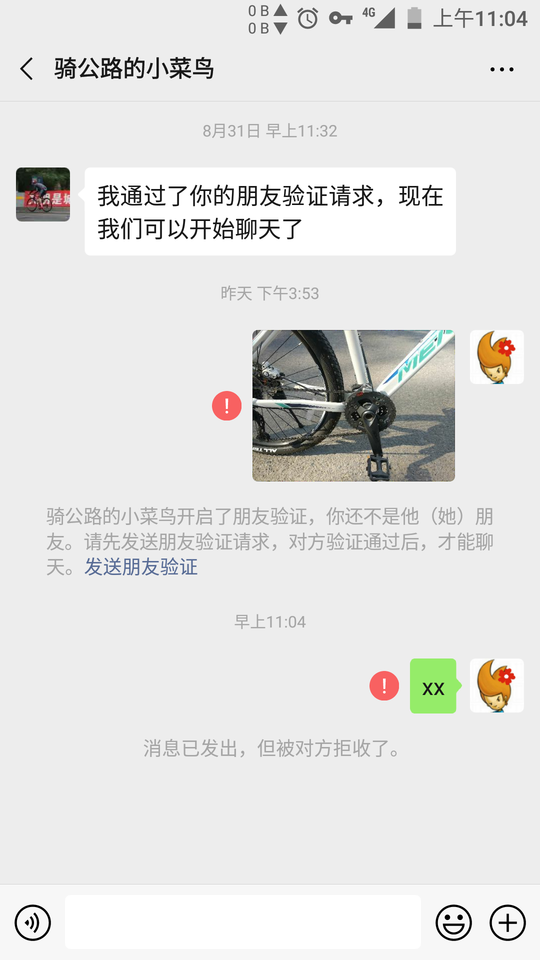 0 B
0 B
4G
上午11:04
骑公路的小菜鸟
8月31日 早上11:32
我通过了你的朋友验证请求，现在
我们可以开始聊天了
昨天 下午3:53
!
骑公路的小菜鸟开启了朋友验证，你还不是他（她）朋
友。请先发送朋友验证请求，对方验证通过后，才能聊
天。发送朋友验证
早上11:04
!
xx
消息已发出，但被对方拒收了。